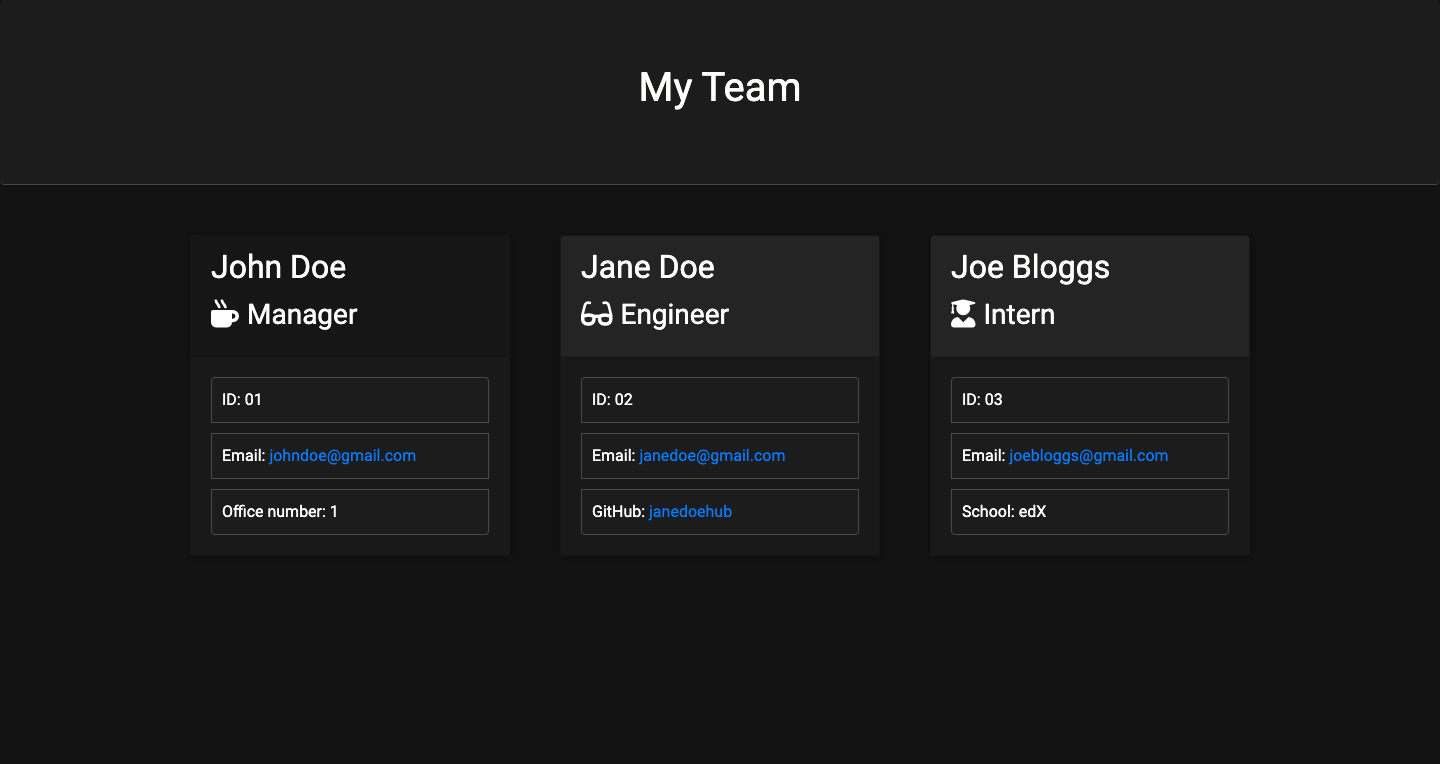 My Team
John Doe
Manager
ID: 01
Email: johndoe@gmail.com
Office number: 1
Jane Doe
Engineer
ID: 02
Email: janedoe@gmail.com
GitHub: janedoehub
Joe Bloggs
Intern
ID: 03
Email: joebloggs@gmail.com
School: edX